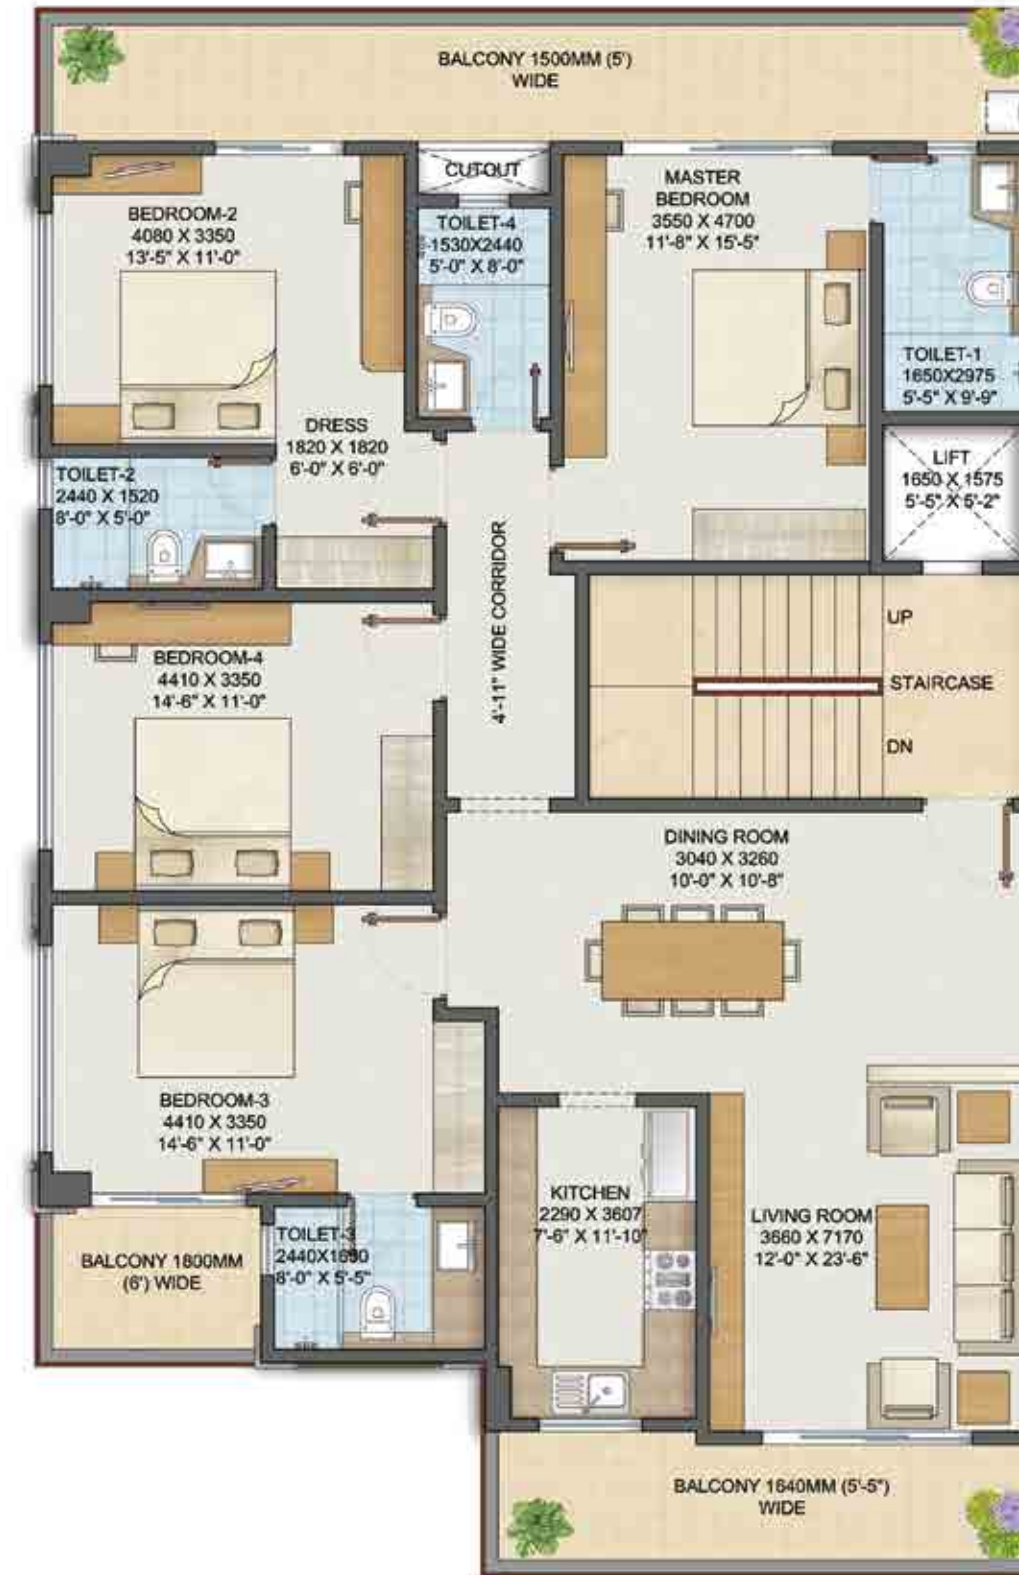 BALCONY 1500MM (5')
WIDE
CUTOUT
MASTER
BEDROOM
3550 X 4700
11'-8" X 15'-5"
BEDROOM-2
4080 X 3350
13'-5" X 11'-0"
TOILET-4
1530X2440
5'-0" X 8'-0"
TOILET-1
1650X2975
5'-5" X 9'-9"
DRESS
1820 X 1820
6'-0" X 6'-0"
LIFT
1650 X 1575
5'-5" X 5'-2"
TOILET-2
2440 X 1520
8'-0" X 5'-0"
4'-11" WIDE CORRIDOR
UP
STAIRCASE
DN
BEDROOM-4
4410 X 3350
14'-6" X 11'-0"
DINING ROOM
3040 X 3260
10'-0" X 10'-8"
BEDROOM-3
4410 X 3350
14'-6" X 11'-0"
KITCHEN
2290 X 3607
7'-6" X 11'-10"
LIVING ROOM
3660 X 7170
12'-0" X 23'-6"
TOILET-3
2440X1650
8'-0" X 5'-5"
BALCONY 1800MM
(6') WIDE
BALCONY 1640MM (5'-5")
WIDE